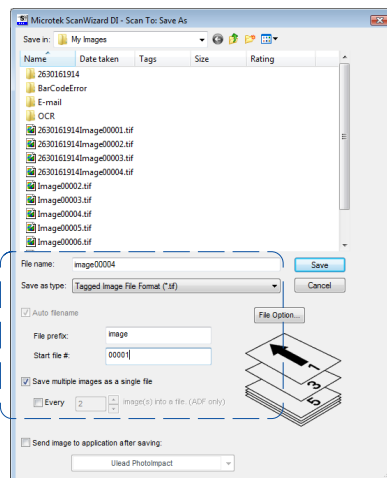 Microtek ScanWizard DI - Scan To: Save As
Save in: My Images
Name Date taken Tags Size Rating
2630161914
BarCodeError
E-mail
OCR
2630161914Image00001.tif
2630161914Image00002.tif
2630161914Image00003.tif
2630161914Image00004.tif
Image00002.tif
Image00003.tif
Image00004.tif
Image00005.tif
Image00006.tif
File name: image00004 Save
Save as type: Tagged Image File Format (*.tif) Cancel
Auto filename File Option...
File prefix: image
Start file #: 00001
1
3
5
Save multiple images as a single file
Every 2 image(s) into a file. (ADF only)
Send image to application after saving:
Ulead PhotoImpact